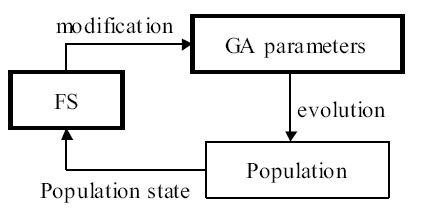 modification
GA parameters
FS
evolution
Population
Population state